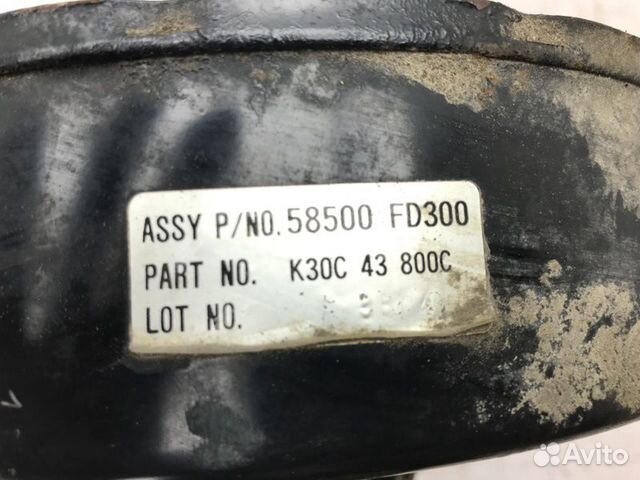 ASSY P/NO. 58500 FD300
PART NO. K30C 43 800C
LOT NO.
Avito